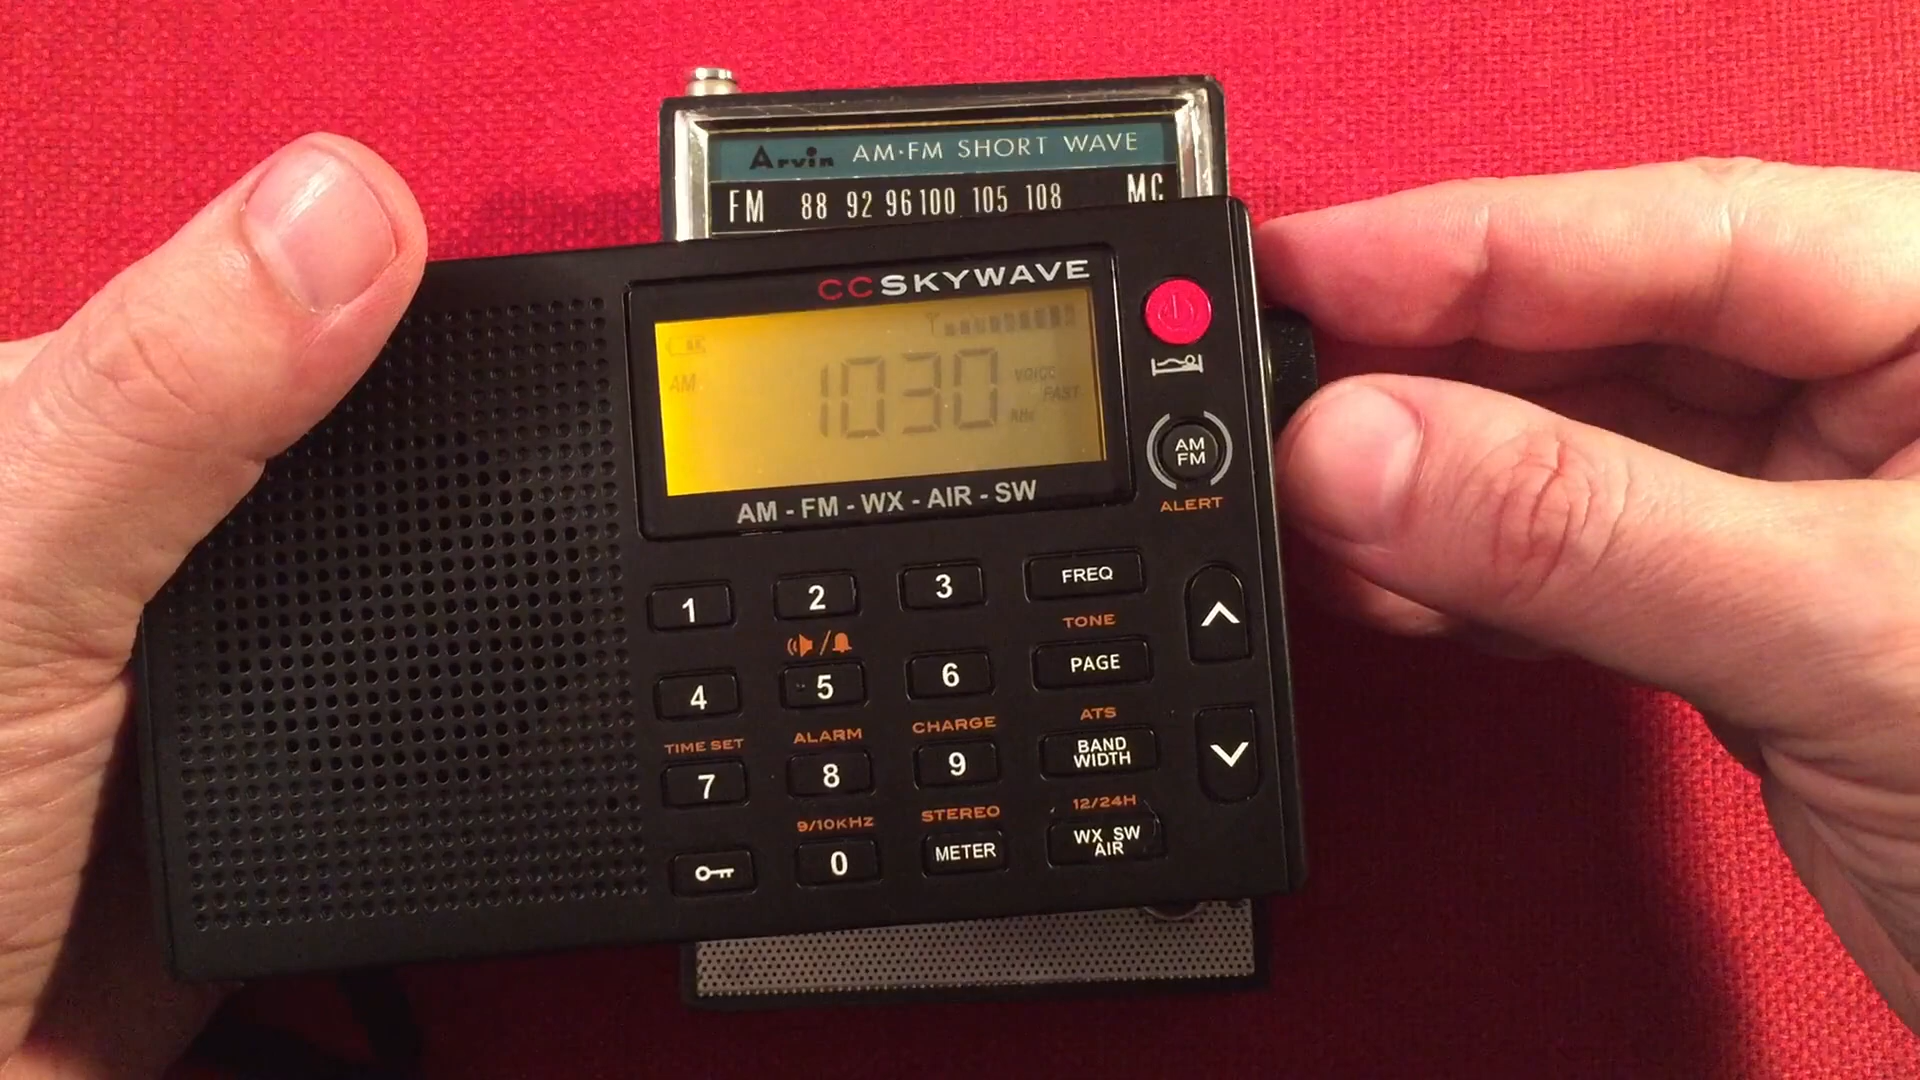 Arvin AM·FM SHORT WAVE
FM 88 92 96 100 105 108 MC
CCSKYWAVE
AM
1030
VOICE
FAST
KHz
AM - FM - WX - AIR - SW
AM
FM
ALERT
1 2 3 FREQ
TONE
4 5 6 PAGE
TIME SET ALARM CHARGE ATS
7 8 9 BAND
WIDTH
9/10KHZ STEREO 12/24H
0 METER WX SW
AIR